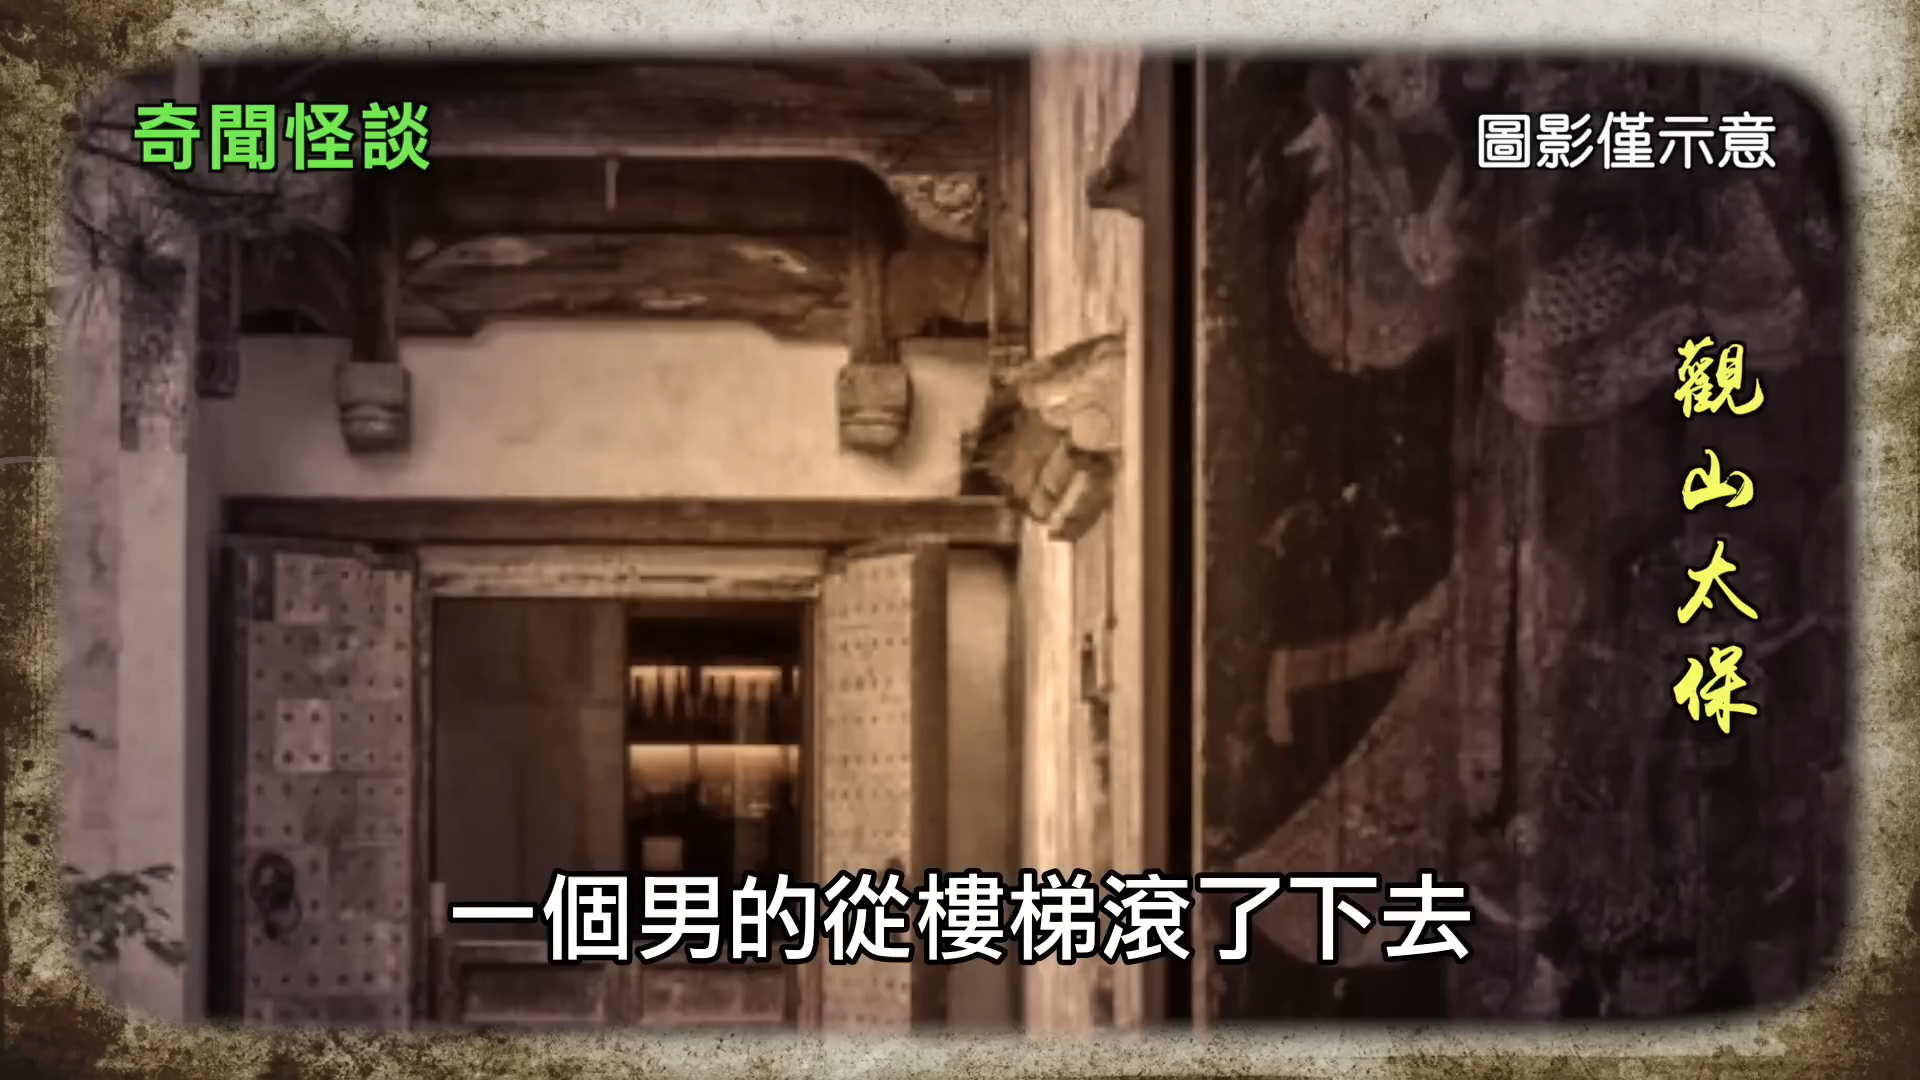 奇聞怪談
圖影僅示意
觀山太保
一個男的從樓梯滾了下去